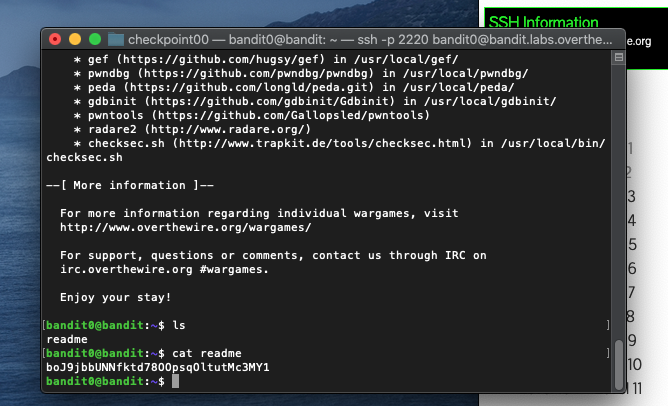 SSH Information
checkpoint00 — bandit0@bandit: ~ — ssh -p 2220 bandit0@bandit.labs.overthe...
e.org
* gef (https://github.com/hugsy/gef) in /usr/local/gef/
* pwndbg (https://github.com/pwndbg/pwndbg) in /usr/local/pwndbg/
* peda (https://github.com/longld/peda.git) in /usr/local/peda/
* gdbinit (https://github.com/gdbinit/Gdbinit) in /usr/local/gdbinit/
* pwntools (https://github.com/Gallopsled/pwntools)
* radare2 (http://www.radare.org/)
* checksec.sh (http://www.trapkit.de/tools/checksec.html) in /usr/local/bin/
checksec.sh
--[ More information ]--
For more information regarding individual wargames, visit
http://www.overthewire.org/wargames/
For support, questions or comments, contact us through IRC on
irc.overthewire.org #wargames.
Enjoy your stay!
[bandit0@bandit:~$ ls ]
readme
[bandit0@bandit:~$ cat readme ]
boJ9jbbUNNfktd78OOpsqOltutMc3MY1
bandit0@bandit:~$
1
2
3
4
5
6
7
8
9
10
11